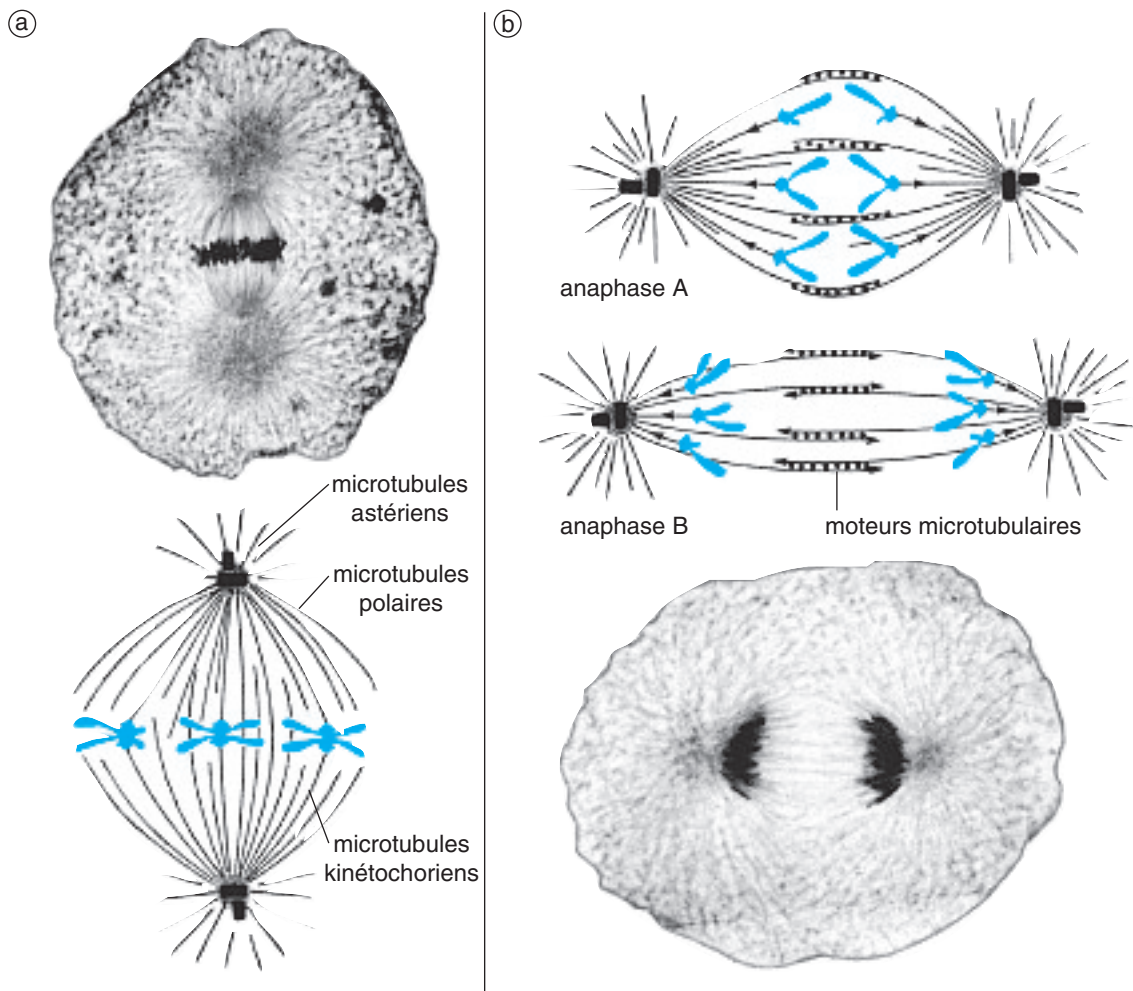 a
microtubules
astériens
microtubules
polaires
microtubules
kinétochoriens
b
anaphase A
anaphase B
moteurs microtubulaires